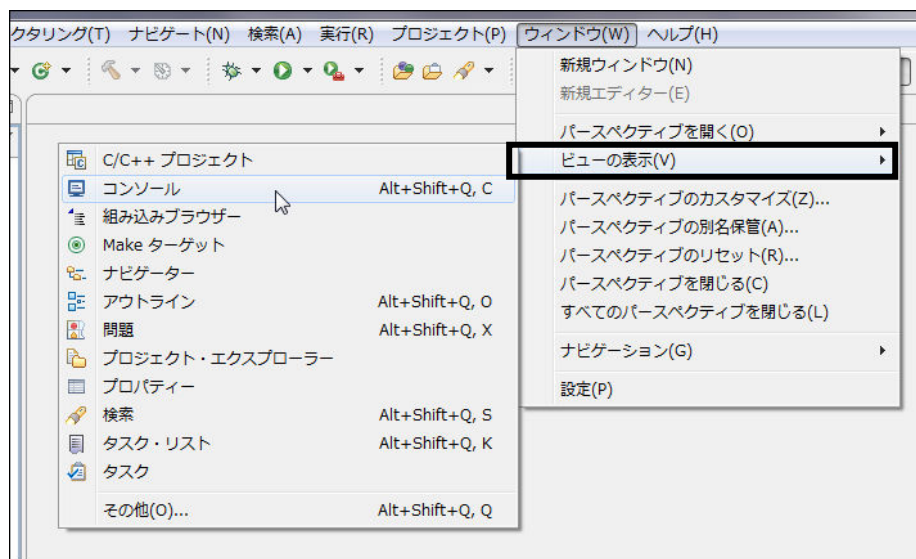 クタリング(T) ナビゲート(N) 検索(A) 実行(R) プロジェクト(P) ウィンドウ(W) ヘルプ(H)
新規ウィンドウ(N)
新規エディター(E)
パースペクティブを開く(O)
ビューの表示(V)
パースペクティブのカスタマイズ(Z)...
パースペクティブの別名保管(A)...
パースペクティブのリセット(R)...
パースペクティブを閉じる(C)
すべてのパースペクティブを閉じる(L)
ナビゲーション(G)
設定(P)
C/C++ プロジェクト
コンソール Alt+Shift+Q, C
組み込みブラウザー
Make ターゲット
ナビゲーター
アウトライン Alt+Shift+Q, O
問題 Alt+Shift+Q, X
プロジェクト・エクスプローラー
プロパティー
検索 Alt+Shift+Q, S
タスク・リスト Alt+Shift+Q, K
タスク
その他(O)... Alt+Shift+Q, Q